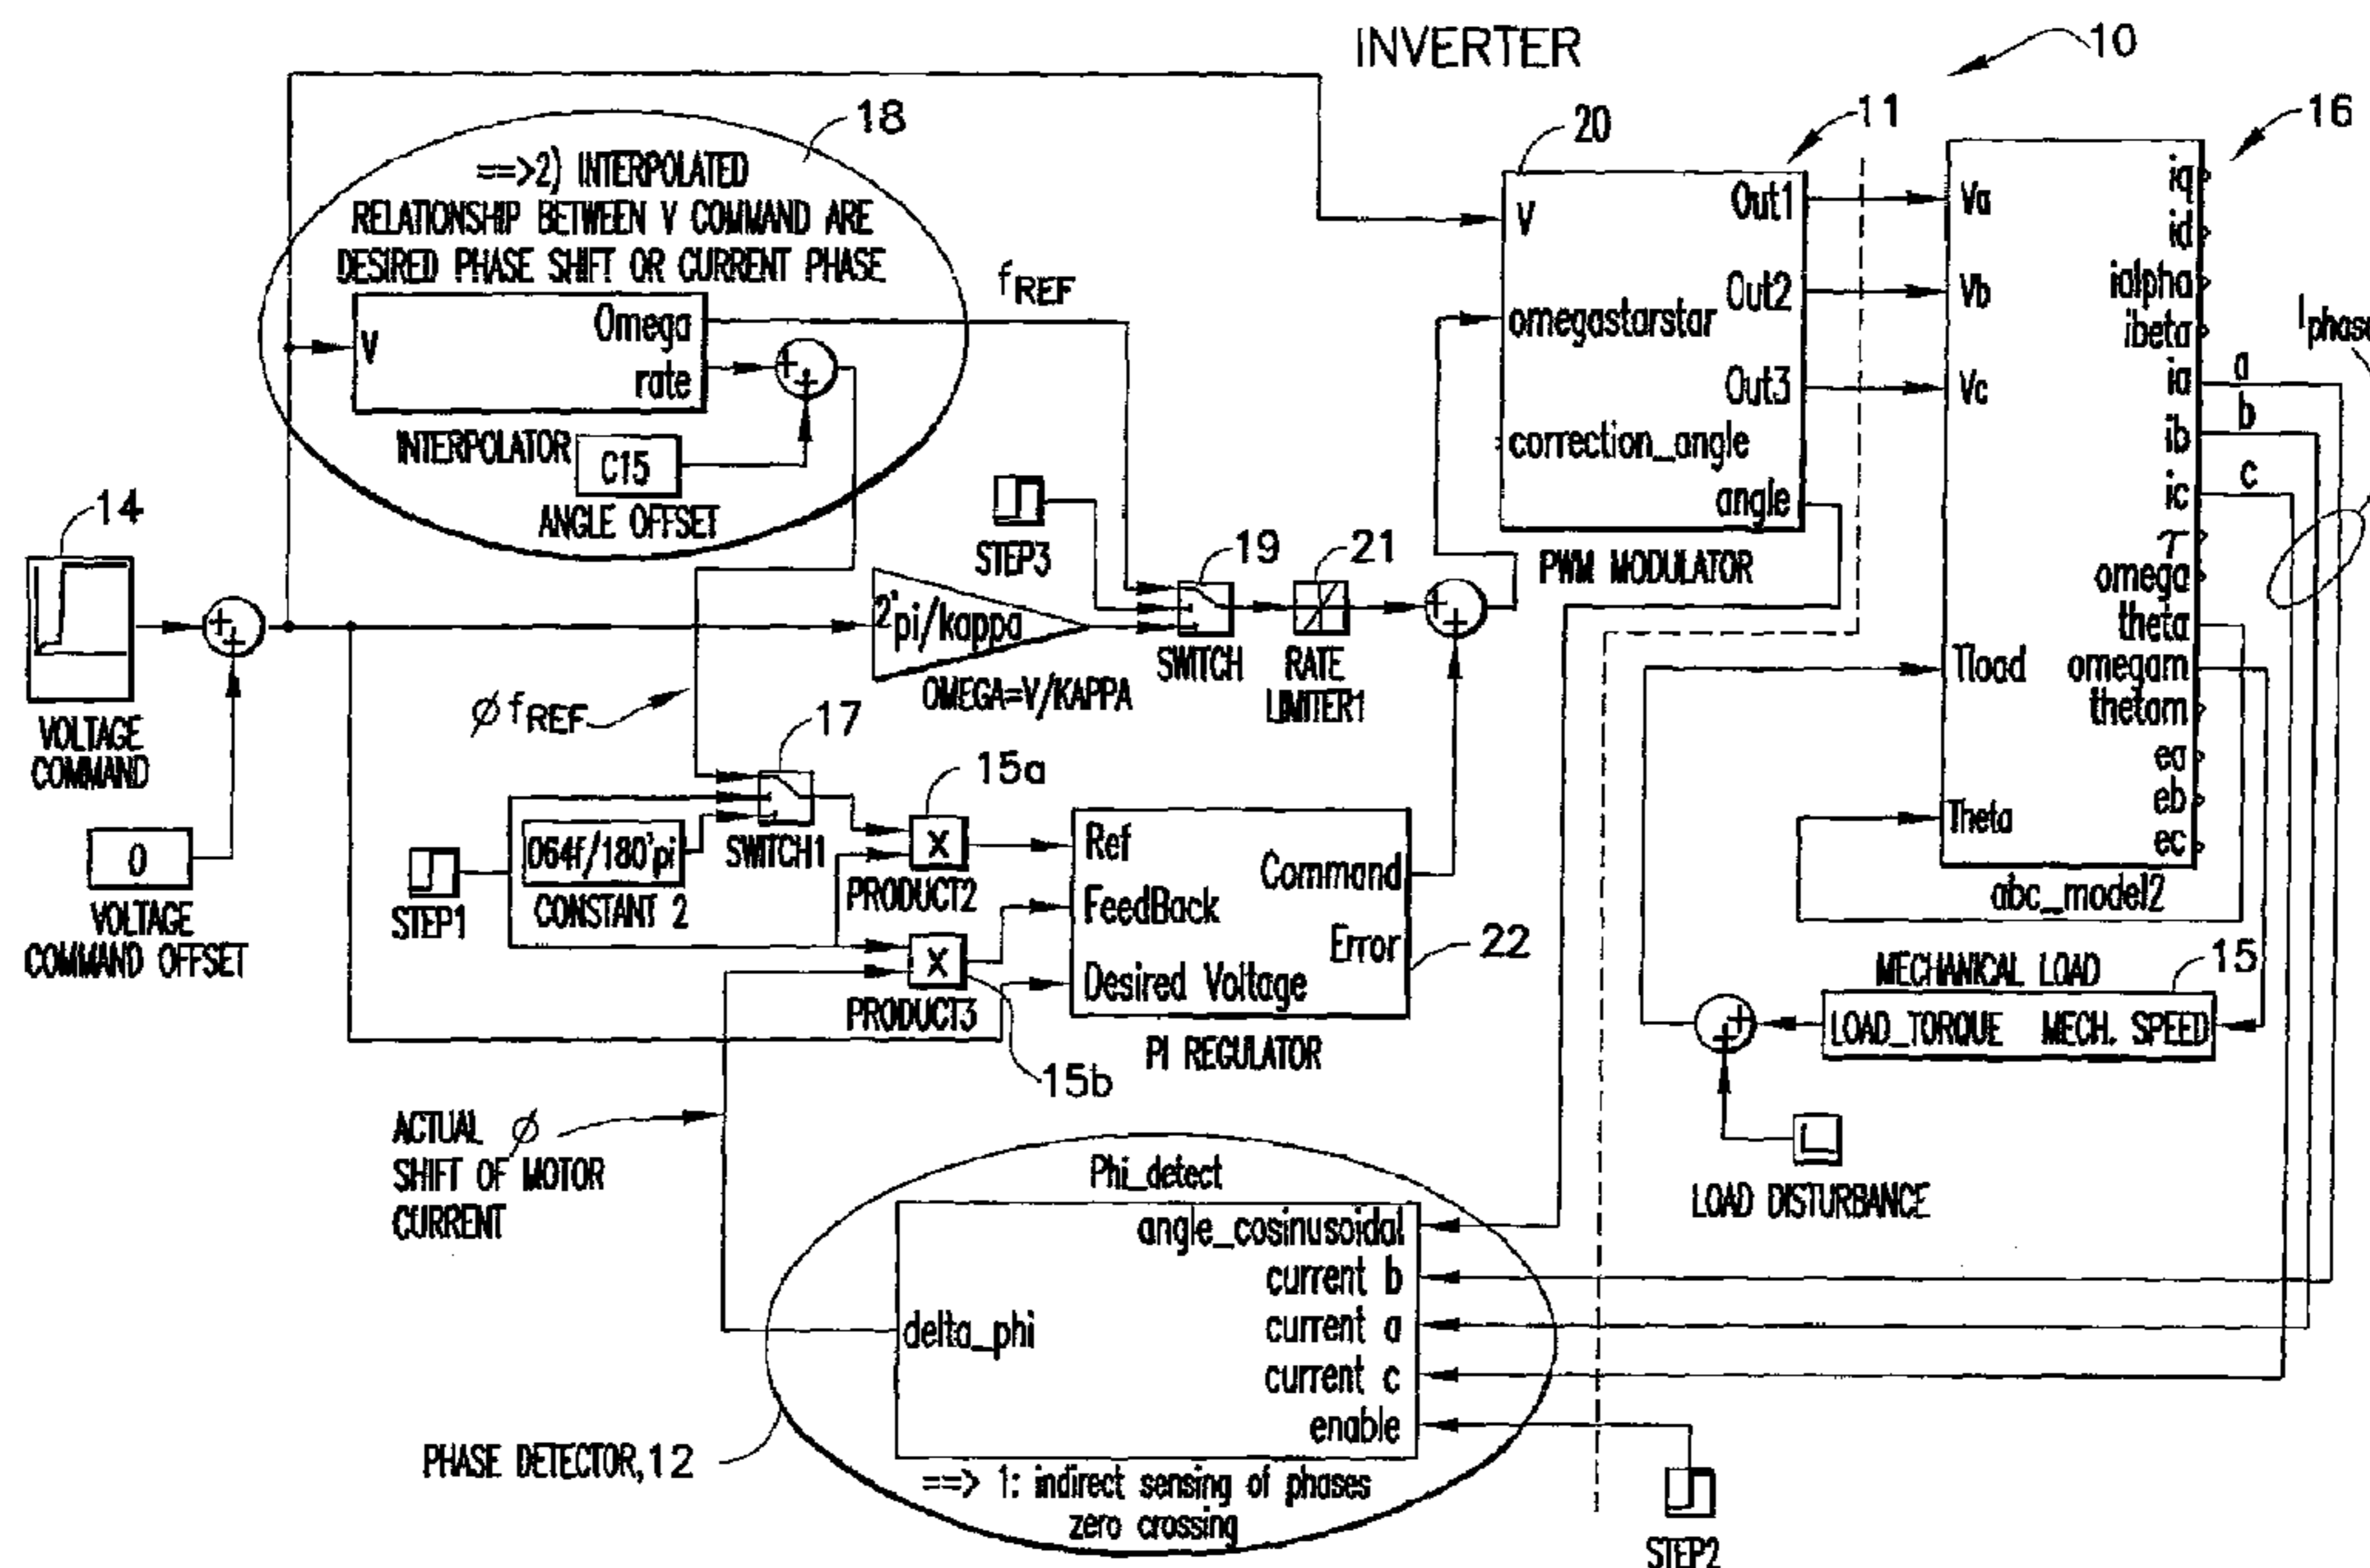 INVERTER
10
18
==>2) INTERPOLATED
RELATIONSHIP BETWEEN V COMMAND ARE
DESIRED PHASE SHIFT OR CURRENT PHASE
V
Omega
rate
+
+
INTERPOLATOR
C15
ANGLE OFFSET
fREF
20
11
V
Out1
omegastarstar
Out2
Out3
correction_angle
angle
PWM MODULATOR
16
Va
Vb
Vc
Tload
Theta
iq
id
ialpha
ibeta
ia
ib
ic
T
omega
theta
omegam
thetam
ea
eb
ec
abc_model2
a
b
c
Iphase
14
VOLTAGE
COMMAND
+
+
0
VOLTAGE
COMMAND OFFSET
STEP3
2*pi/kappa
OMEGA=V/KAPPA
19
SWITCH
21
RATE
LIMITER1
+
+
ø fREF
17
SWITCH1
STEP1
064f/180*pi
CONSTANT 2
15a
X
PRODUCT2
X
PRODUCT3
15b
Ref
FeedBack
Desired Voltage
Command
Error
22
PI REGULATOR
MECHANICAL LOAD
15
LOAD_TORQUE MECH. SPEED
+
+
LOAD DISTURBANCE
ACTUAL ø
SHIFT OF MOTOR
CURRENT
Phi_detect
angle_cosinusoidal
current b
current a
current c
enable
delta_phi
PHASE DETECTOR,12
==> 1: indirect sensing of phases
zero crossing
STEP2